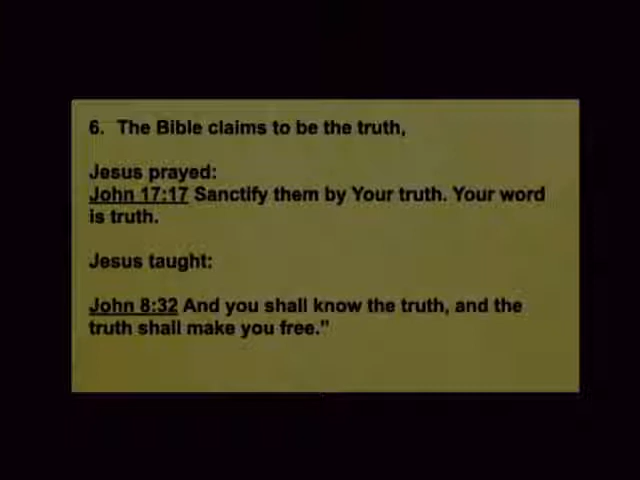 6. The Bible claims to be the truth,
Jesus prayed:
John 17:17 Sanctify them by Your truth. Your word
is truth.
Jesus taught:
John 8:32 And you shall know the truth, and the
truth shall make you free.”